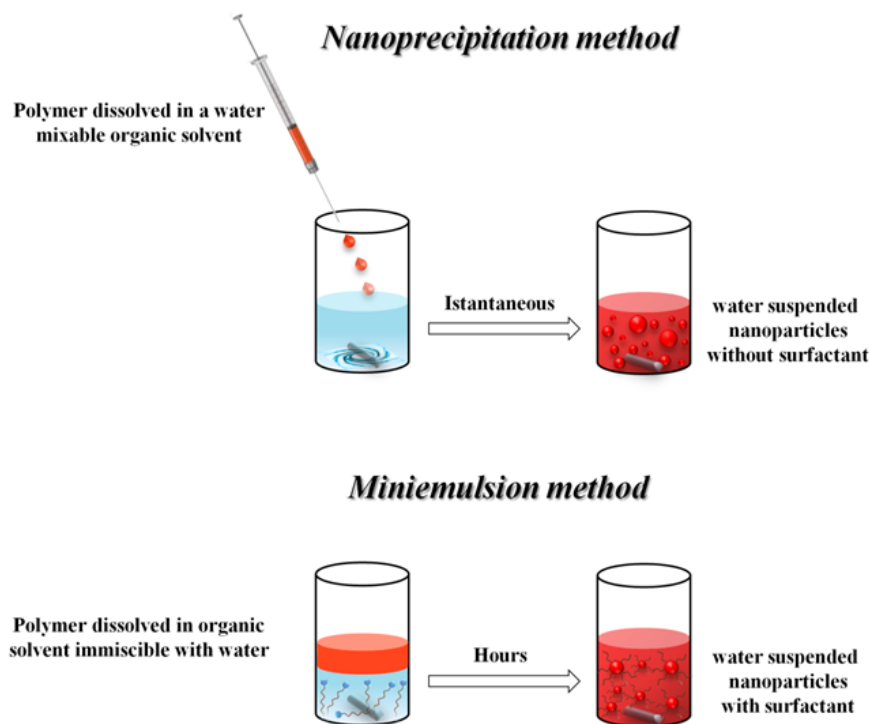 Nanoprecipitation method
Polymer dissolved in a water
mixable organic solvent
Istantaneous
water suspended
nanoparticles
without surfactant
Miniemulsion method
Polymer dissolved in organic
solvent immiscible with water
Hours
water suspended
nanoparticles
with surfactant